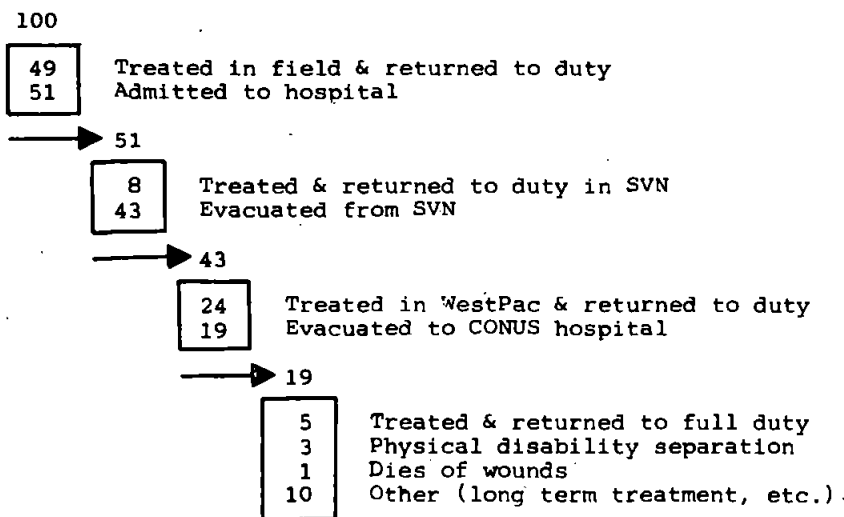 100
49 Treated in field & returned to duty
51 Admitted to hospital
51
8 Treated & returned to duty in SVN
43 Evacuated from SVN
43
24 Treated in WestPac & returned to duty
19 Evacuated to CONUS hospital
19
5 Treated & returned to full duty
3 Physical disability separation
1 Dies of wounds
10 Other (long term treatment, etc.).